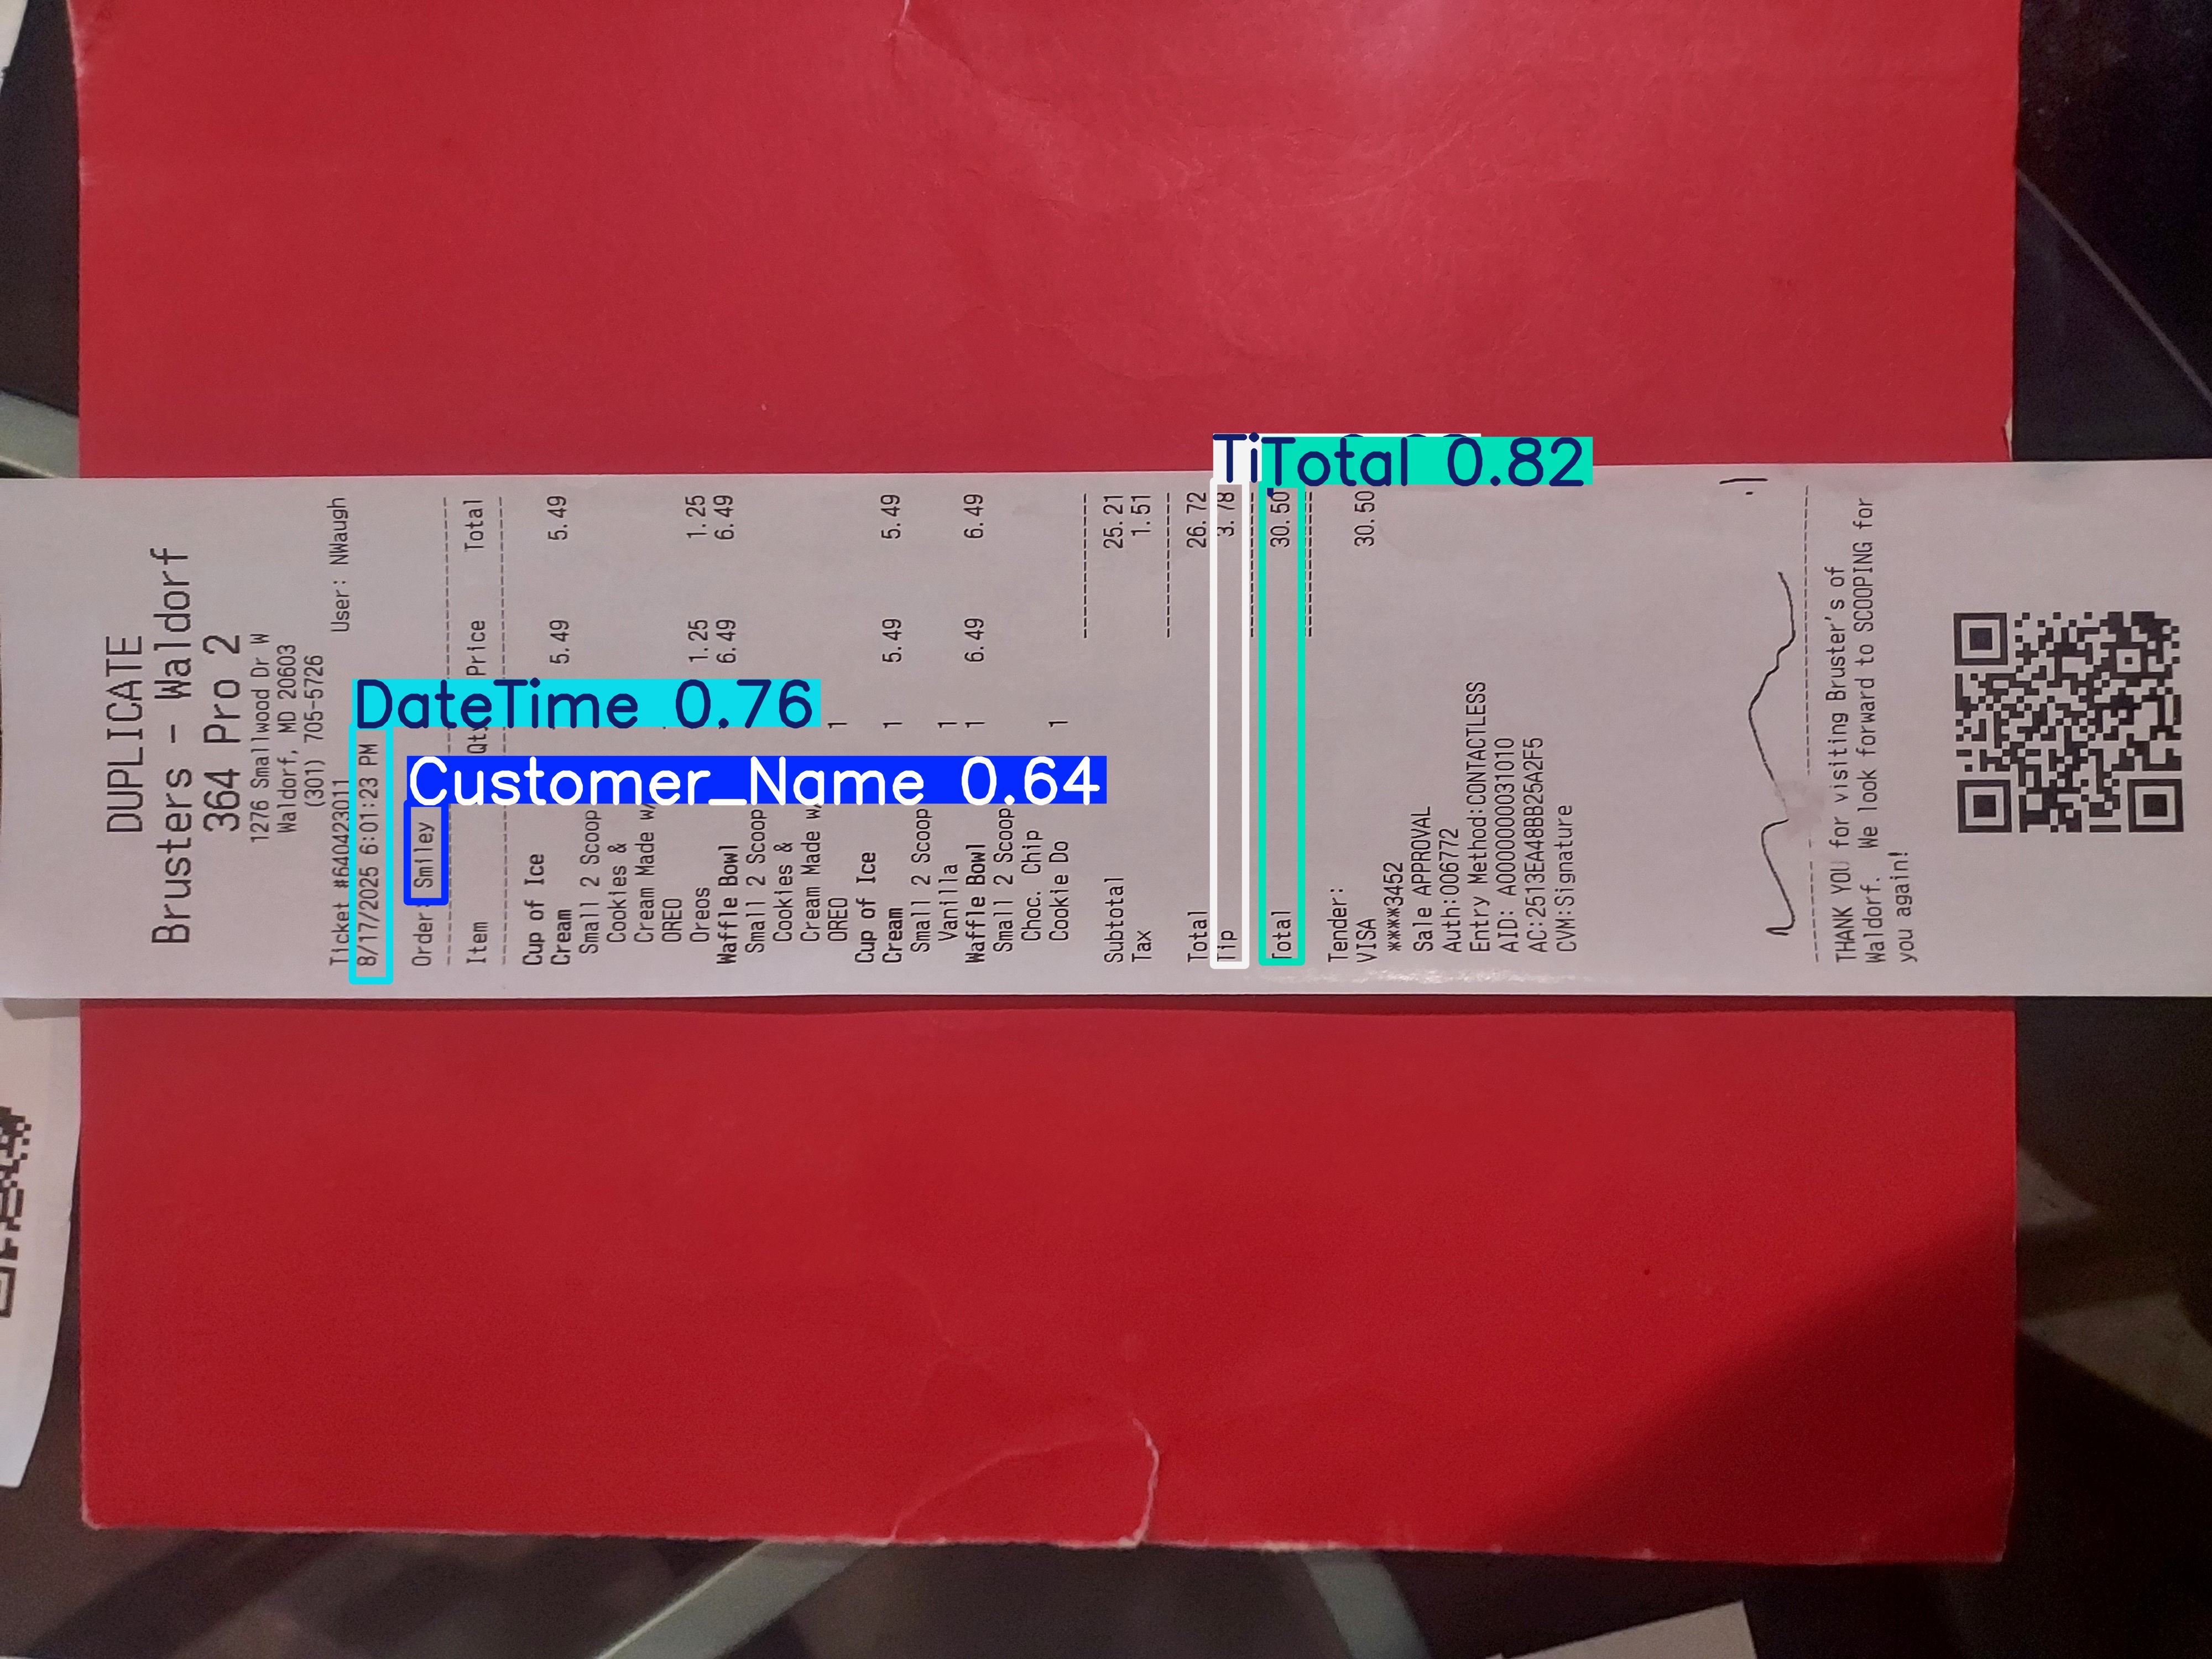 DUPLICATE
Brusters - Waldorf
364 Pro 2
1276 Smallwood Dr W
Waldorf, MD 20603
(301) 705-5726
Ticket #640423011 User: NWaugh
8/17/2025 6:01:23 PM
DateTime 0.76
Order: Smiley
Customer_Name 0.64
Item Qty Price Total
Cup of Ice 5.49 5.49
Cream
Small 2 Scoop
Cookies &
Cream Made w/
OREO
Oreos 1.25 1.25
Waffle Bowl 6.49 6.49
Small 2 Scoop
Cookies &
Cream Made w/
OREO 1
Cup of Ice
Cream 1 5.49 5.49
Small 2 Scoop
Vanilla 1
Waffle Bowl 1 6.49 6.49
Small 2 Scoop
Choc. Chip
Cookie Do 1
Subtotal 25.21
Tax 1.51
Total 26.72
Tip 3.78
Total 0.82
Total 30.50
Tender:
VISA 30.50
****3452
Sale APPROVAL
Auth:006772
Entry Method:CONTACTLESS
AID: A0000000031010
AC:2513EA48BB25A2F5
CVM:Signature
THANK YOU for visiting Bruster's of
Waldorf. We look forward to SCOOPING for
you again!